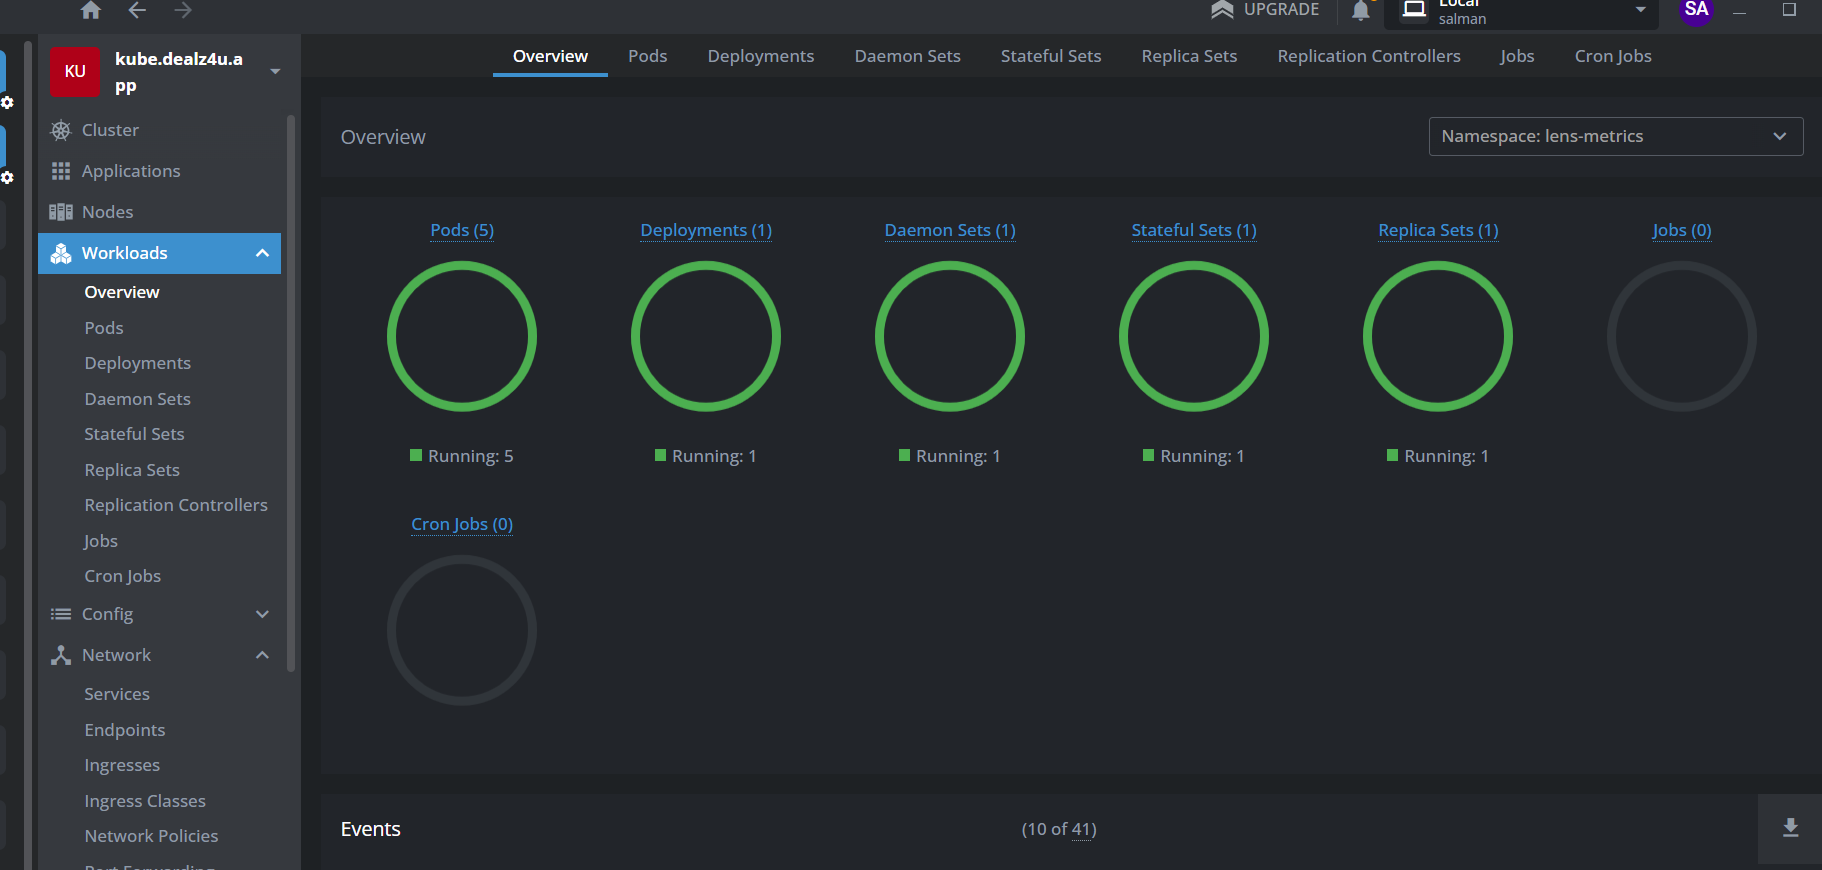 UPGRADE
Local
salman
SA
KU
kube.dealz4u.a
pp
Cluster
Applications
Nodes
Workloads
Overview
Pods
Deployments
Daemon Sets
Stateful Sets
Replica Sets
Replication Controllers
Jobs
Cron Jobs
Config
Network
Services
Endpoints
Ingresses
Ingress Classes
Network Policies
Port Forwarding
Overview Pods Deployments Daemon Sets Stateful Sets Replica Sets Replication Controllers Jobs Cron Jobs
Overview
Namespace: lens-metrics
Pods (5) Deployments (1) Daemon Sets (1) Stateful Sets (1) Replica Sets (1) Jobs (0)
Running: 5 Running: 1 Running: 1 Running: 1 Running: 1
Cron Jobs (0)
Events (10 of 41)